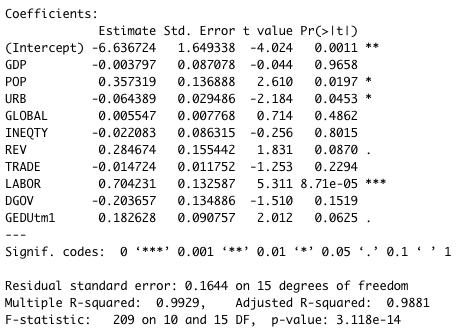 Coefficients:
Estimate Std. Error t value Pr(>|t|)
(Intercept) -6.636724 1.649338 -4.024 0.0011 **
GDP -0.003797 0.087078 -0.044 0.9658
POP 0.357319 0.136888 2.610 0.0197 *
URB -0.064389 0.029486 -2.184 0.0453 *
GLOBAL 0.005547 0.007768 0.714 0.4862
INEQTY -0.022083 0.086315 -0.256 0.8015
REV 0.284674 0.155442 1.831 0.0870 .
TRADE -0.014724 0.011752 -1.253 0.2294
LABOR 0.704231 0.132587 5.311 8.71e-05 ***
DGOV -0.203657 0.134886 -1.510 0.1519
GEDUtm1 0.182628 0.090757 2.012 0.0625 .
---
Signif. codes: 0 ‘***’ 0.001 ‘**’ 0.01 ‘*’ 0.05 ‘.’ 0.1 ‘ ’ 1
Residual standard error: 0.1644 on 15 degrees of freedom
Multiple R-squared: 0.9929, Adjusted R-squared: 0.9881
F-statistic: 209 on 10 and 15 DF, p-value: 3.118e-14